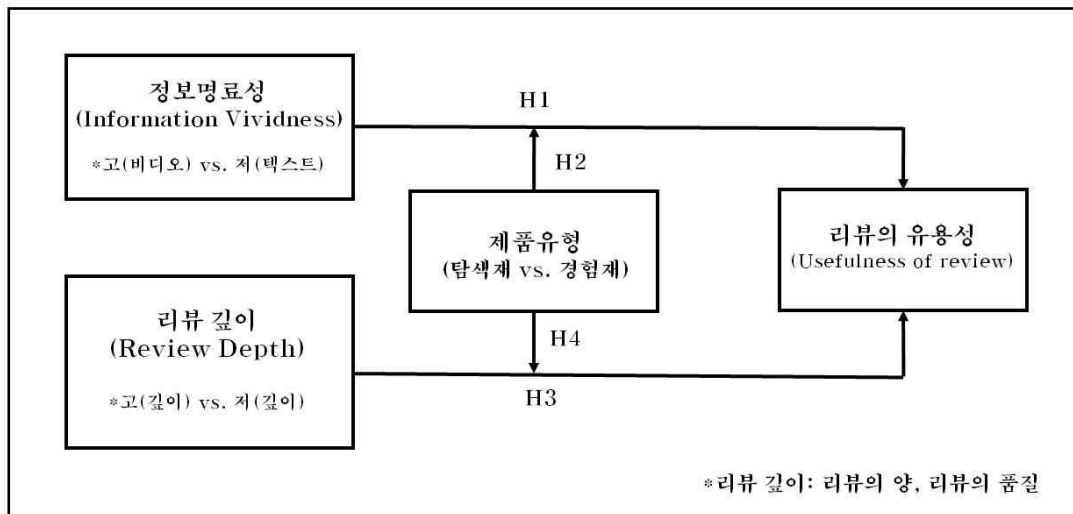 정보명료성
(Information Vividness)
*고(비디오) vs. 저(텍스트)
H1
H2
제품유형
(탐색재 vs. 경험재)
리뷰의 유용성
(Usefulness of review)
리뷰 깊이
(Review Depth)
*고(깊이) vs. 저(깊이)
H4
H3
*리뷰 깊이: 리뷰의 양, 리뷰의 품질